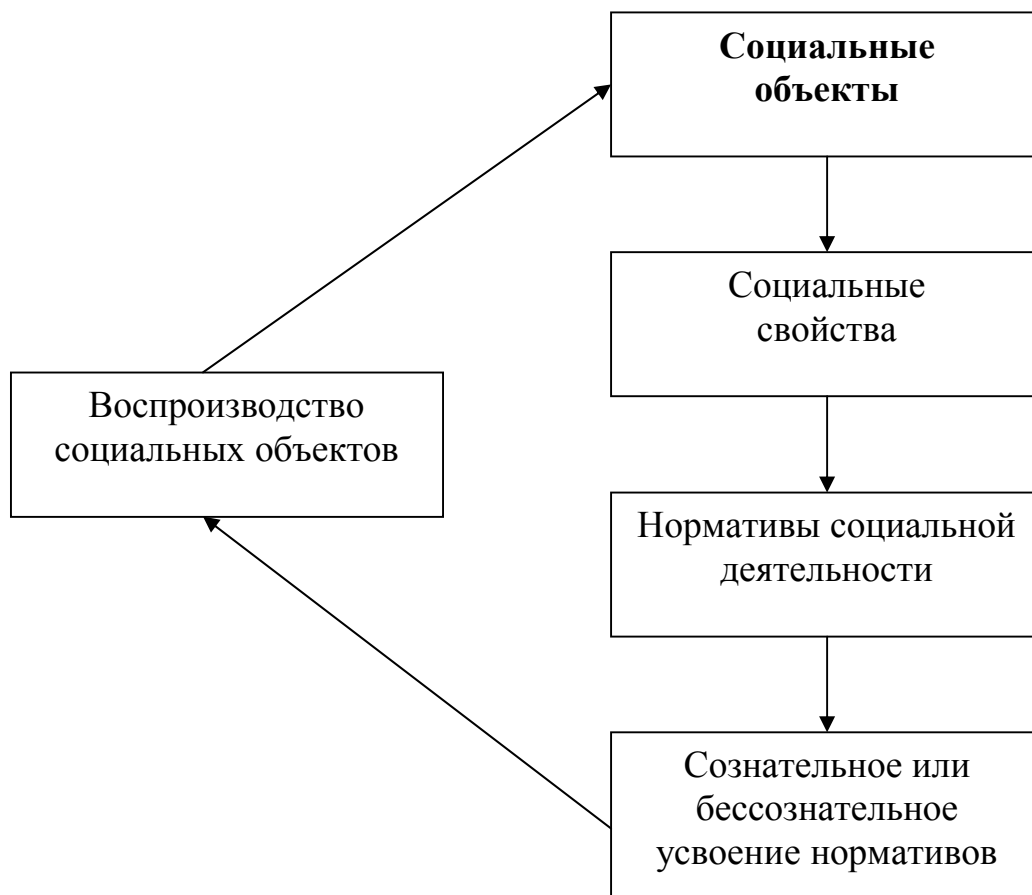 Социальные
объекты
Социальные
свойства
Воспроизводство
социальных объектов
Нормативы социальной
деятельности
Сознательное или
бессознательное
усвоение нормативов